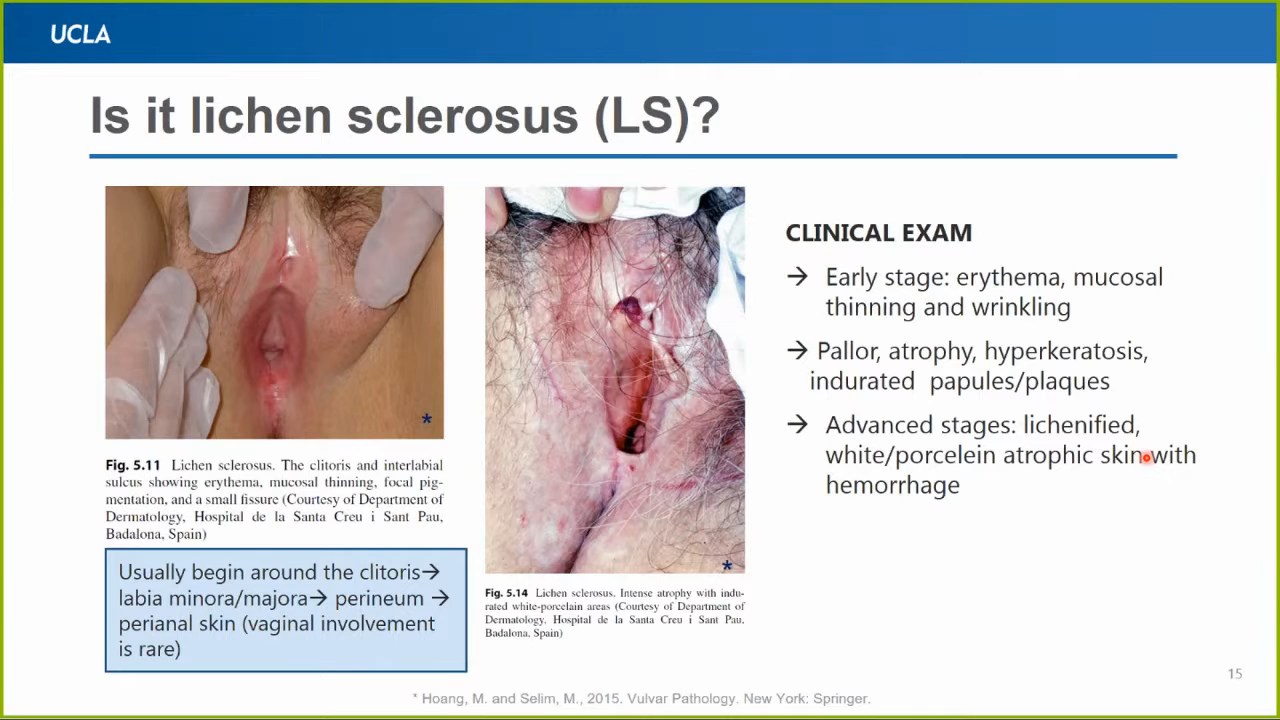 UCLA
Is it lichen sclerosus (LS)?
*
Fig. 5.11 Lichen sclerosus. The clitoris and interlabial
sulcus showing erythema, mucosal thinning, focal pig-
mentation, and a small fissure (Courtesy of Department of
Dermatology, Hospital de la Santa Creu i Sant Pau,
Badalona, Spain)
Usually begin around the clitoris→
labia minora/majora→ perineum →
perianal skin (vaginal involvement
is rare)
*
Fig. 5.14 Lichen sclerosus. Intense atrophy with indu-
rated white-porcelain areas (Courtesy of Department of
Dermatology, Hospital de la Santa Creu i Sant Pau,
Badalona, Spain)
CLINICAL EXAM
→ Early stage: erythema, mucosal
thinning and wrinkling
→ Pallor, atrophy, hyperkeratosis,
indurated papules/plaques
→ Advanced stages: lichenified,
white/porcelein atrophic skin with
hemorrhage
15
* Hoang, M. and Selim, M., 2015. Vulvar Pathology. New York: Springer.